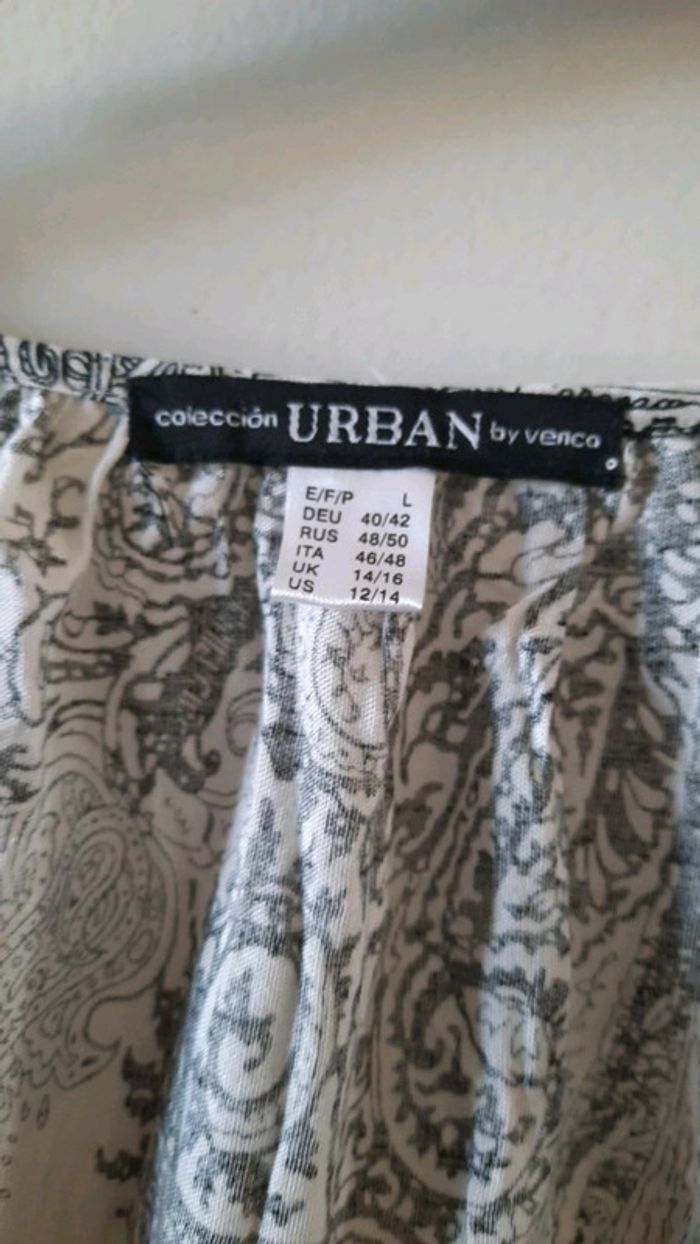 colección URBAN by venca
E/F/P L
DEU 40/42
RUS 48/50
ITA 46/48
UK 14/16
US 12/14